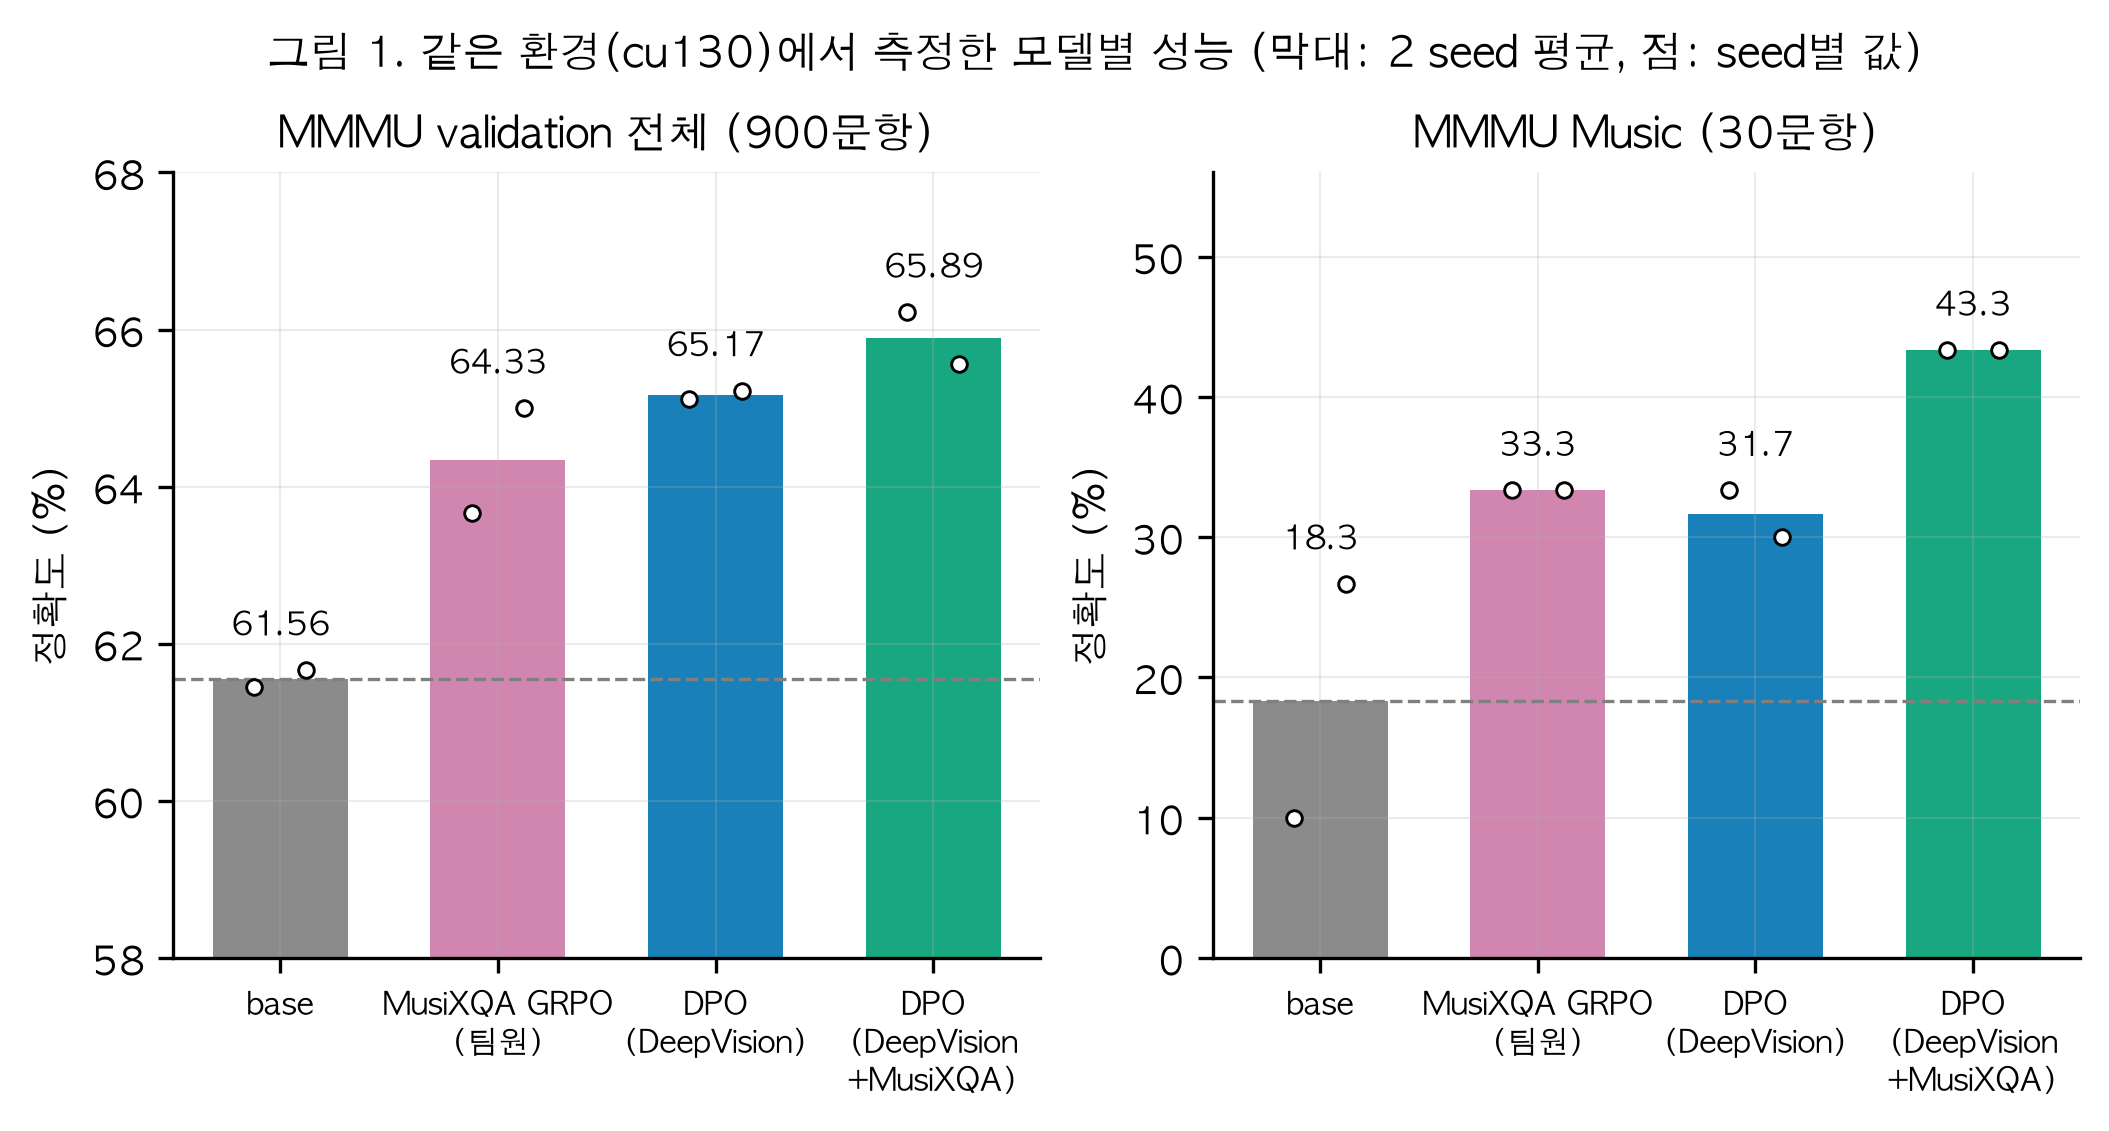 그림 1. 같은 환경(cu130)에서 측정한 모델별 성능 (막대: 2 seed 평균, 점: seed별 값)
MMMU validation 전체 (900문항)
정확도 (%)
68
66
64
62
60
58
61.56
64.33
65.17
65.89
base
MusiXQA GRPO
(팀원)
DPO
(DeepVision)
DPO
(DeepVision
+MusiXQA)
MMMU Music (30문항)
정확도 (%)
50
40
30
20
10
0
18.3
33.3
31.7
43.3
base
MusiXQA GRPO
(팀원)
DPO
(DeepVision)
DPO
(DeepVision
+MusiXQA)